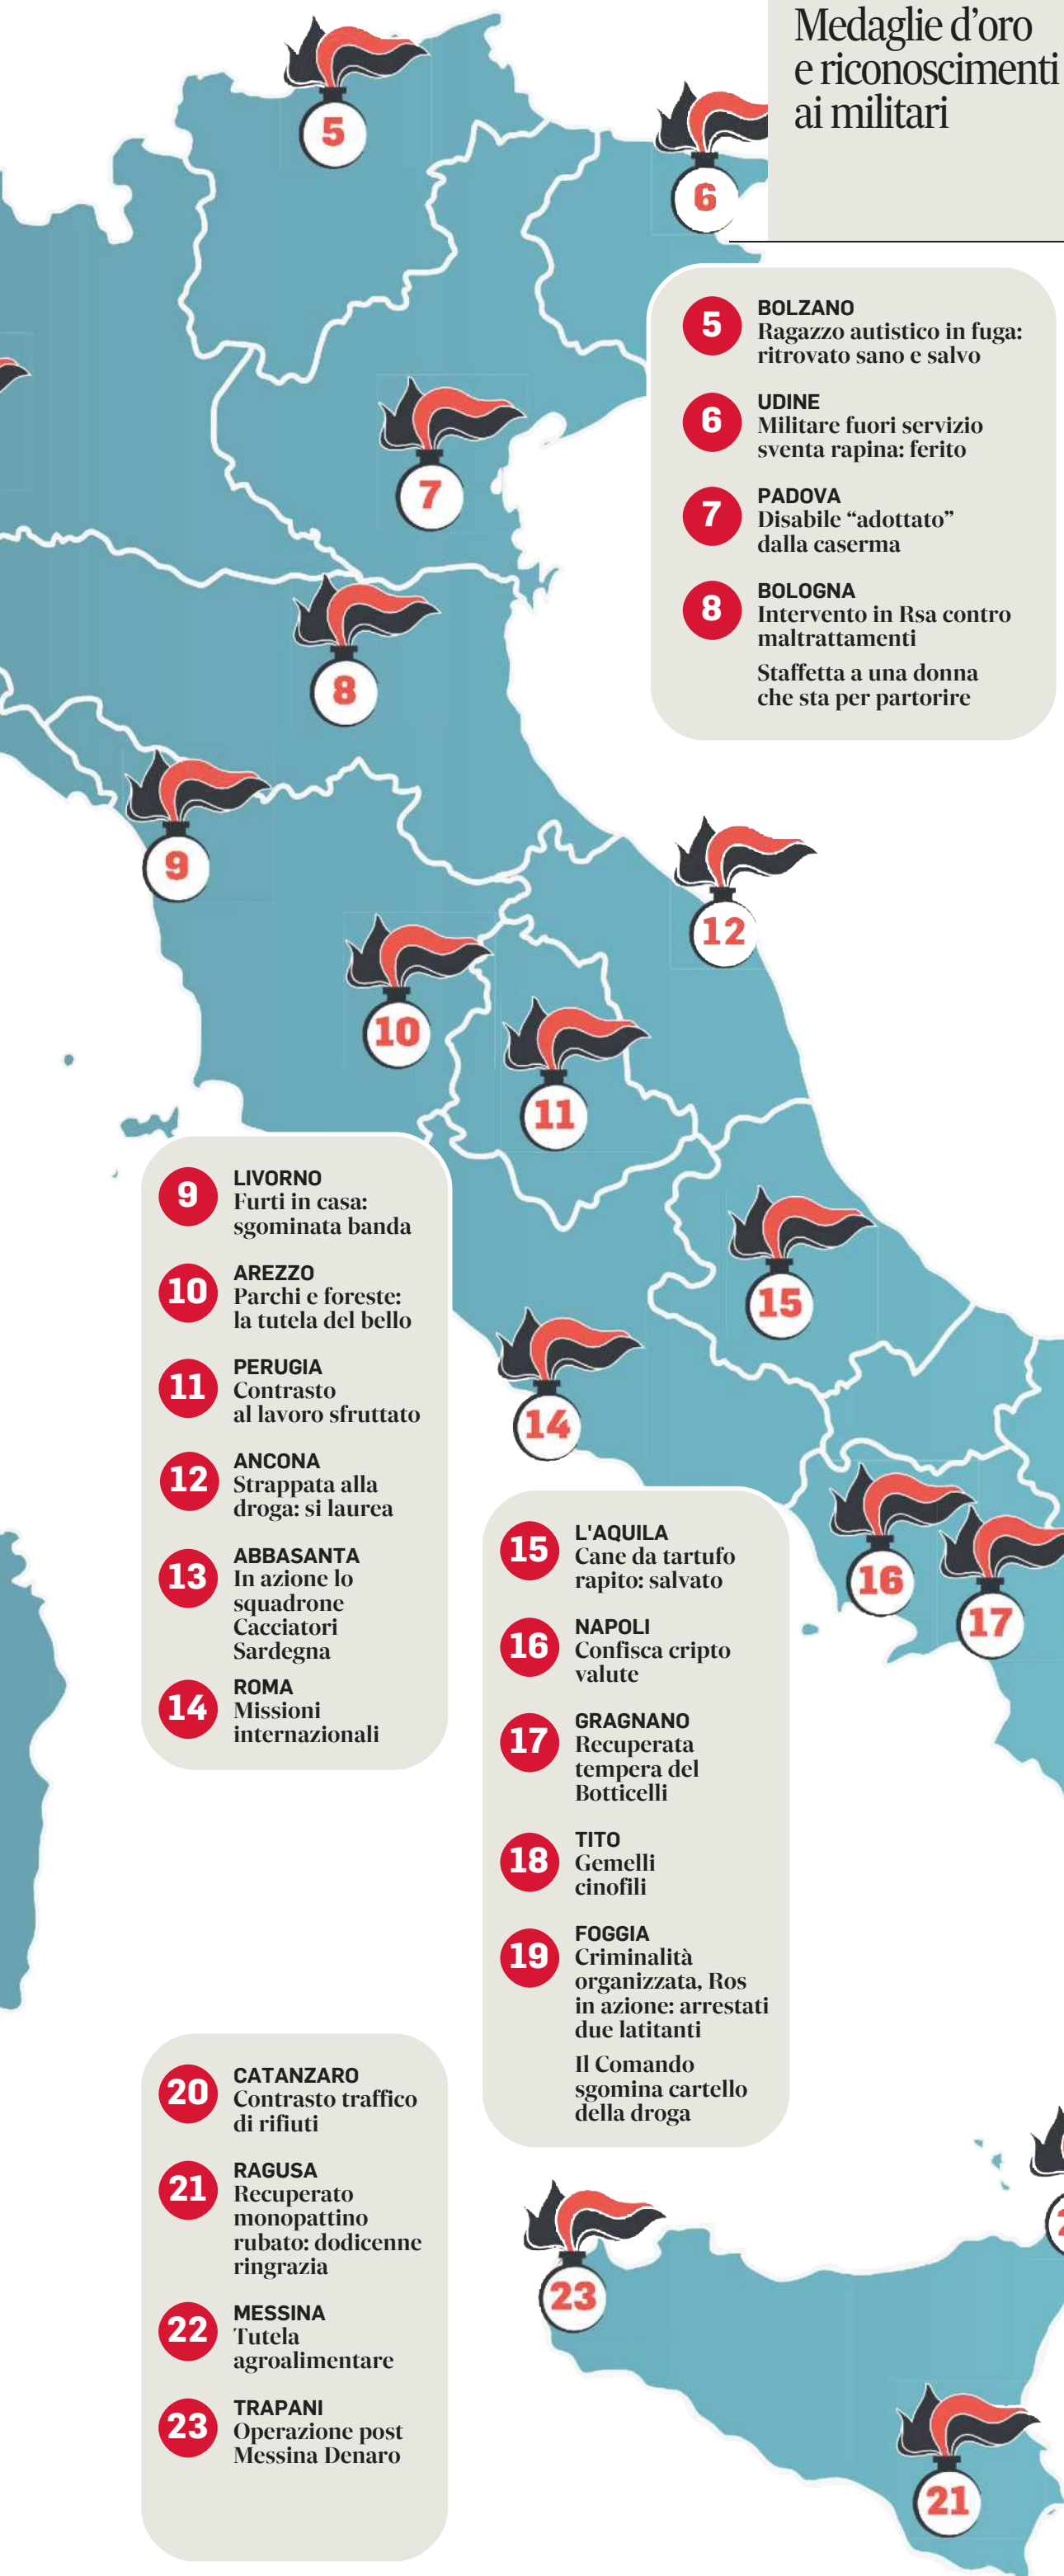 Medaglie d'oro
e riconoscimenti
ai militari
5
6
5
BOLZANO
Ragazzo autistico in fuga:
ritrovato sano e salvo
6
UDINE
Militare fuori servizio
sventa rapina: ferito
7
PADOVA
Disabile “adottato”
dalla caserma
8
BOLOGNA
Intervento in Rsa contro
maltrattamenti
Staffetta a una donna
che sta per partorire
7
8
9
12
10
11
15
14
16
17
9
LIVORNO
Furti in casa:
sgominata banda
10
AREZZO
Parchi e foreste:
la tutela del bello
11
PERUGIA
Contrasto
al lavoro sfruttato
12
ANCONA
Strappata alla
droga: si laurea
13
ABBASANTA
In azione lo
squadrone
Cacciatori
Sardegna
14
ROMA
Missioni
internazionali
15
L'AQUILA
Cane da tartufo
rapito: salvato
16
NAPOLI
Confisca cripto
valute
17
GRAGNANO
Recuperata
tempera del
Botticelli
18
TITO
Gemelli
cinofili
19
FOGGIA
Criminalità
organizzata, Ros
in azione: arrestati
due latitanti
Il Comando
sgomina cartello
della droga
20
CATANZARO
Contrasto traffico
di rifiuti
21
RAGUSA
Recuperato
monopattino
rubato: dodicenne
ringrazia
22
MESSINA
Tutela
agroalimentare
23
TRAPANI
Operazione post
Messina Denaro
23
21